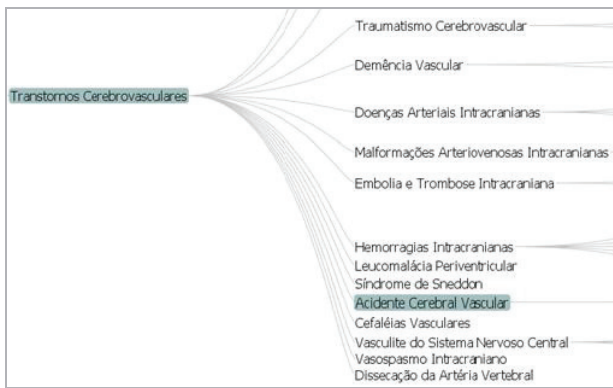 Traumatismo Cerebrovascular
Demência Vascular
Transtornos Cerebrovasculares
Doenças Arteriais Intracranianas
Malformações Arteriovenosas Intracranianas
Embolia e Trombose Intracraniana
Hemorragias Intracranianas
Leucomalácia Periventricular
Síndrome de Sneddon
Acidente Cerebral Vascular
Cefaléias Vasculares
Vasculite do Sistema Nervoso Central
Vasospasmo Intracraniano
Dissecação da Artéria Vertebral